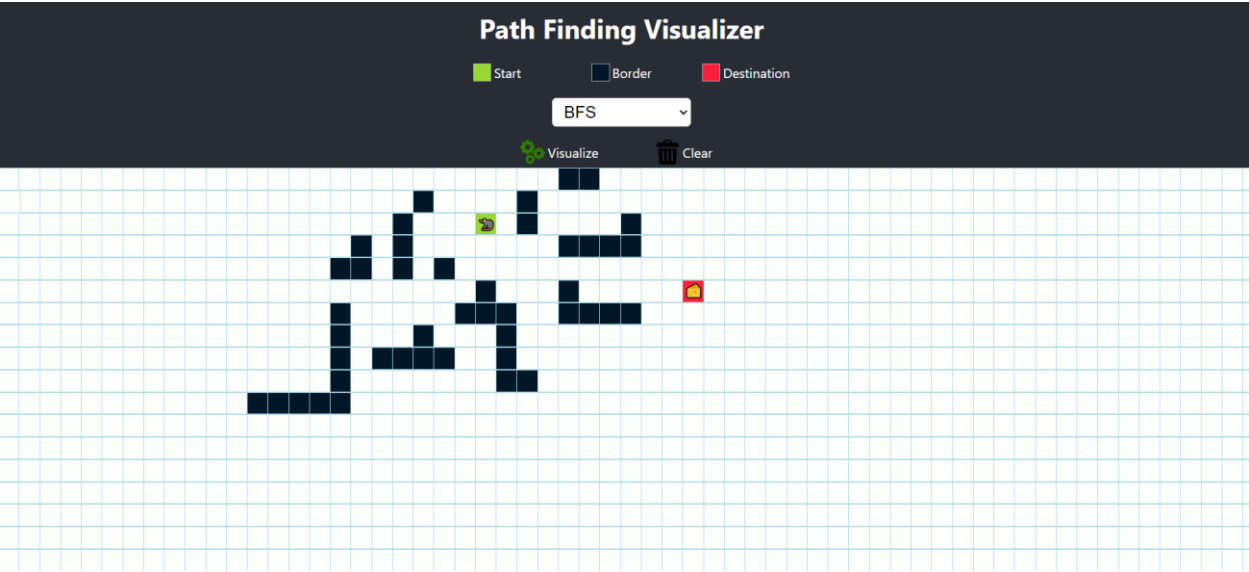 Path Finding Visualizer
Start Border Destination
BFS
Visualize Clear